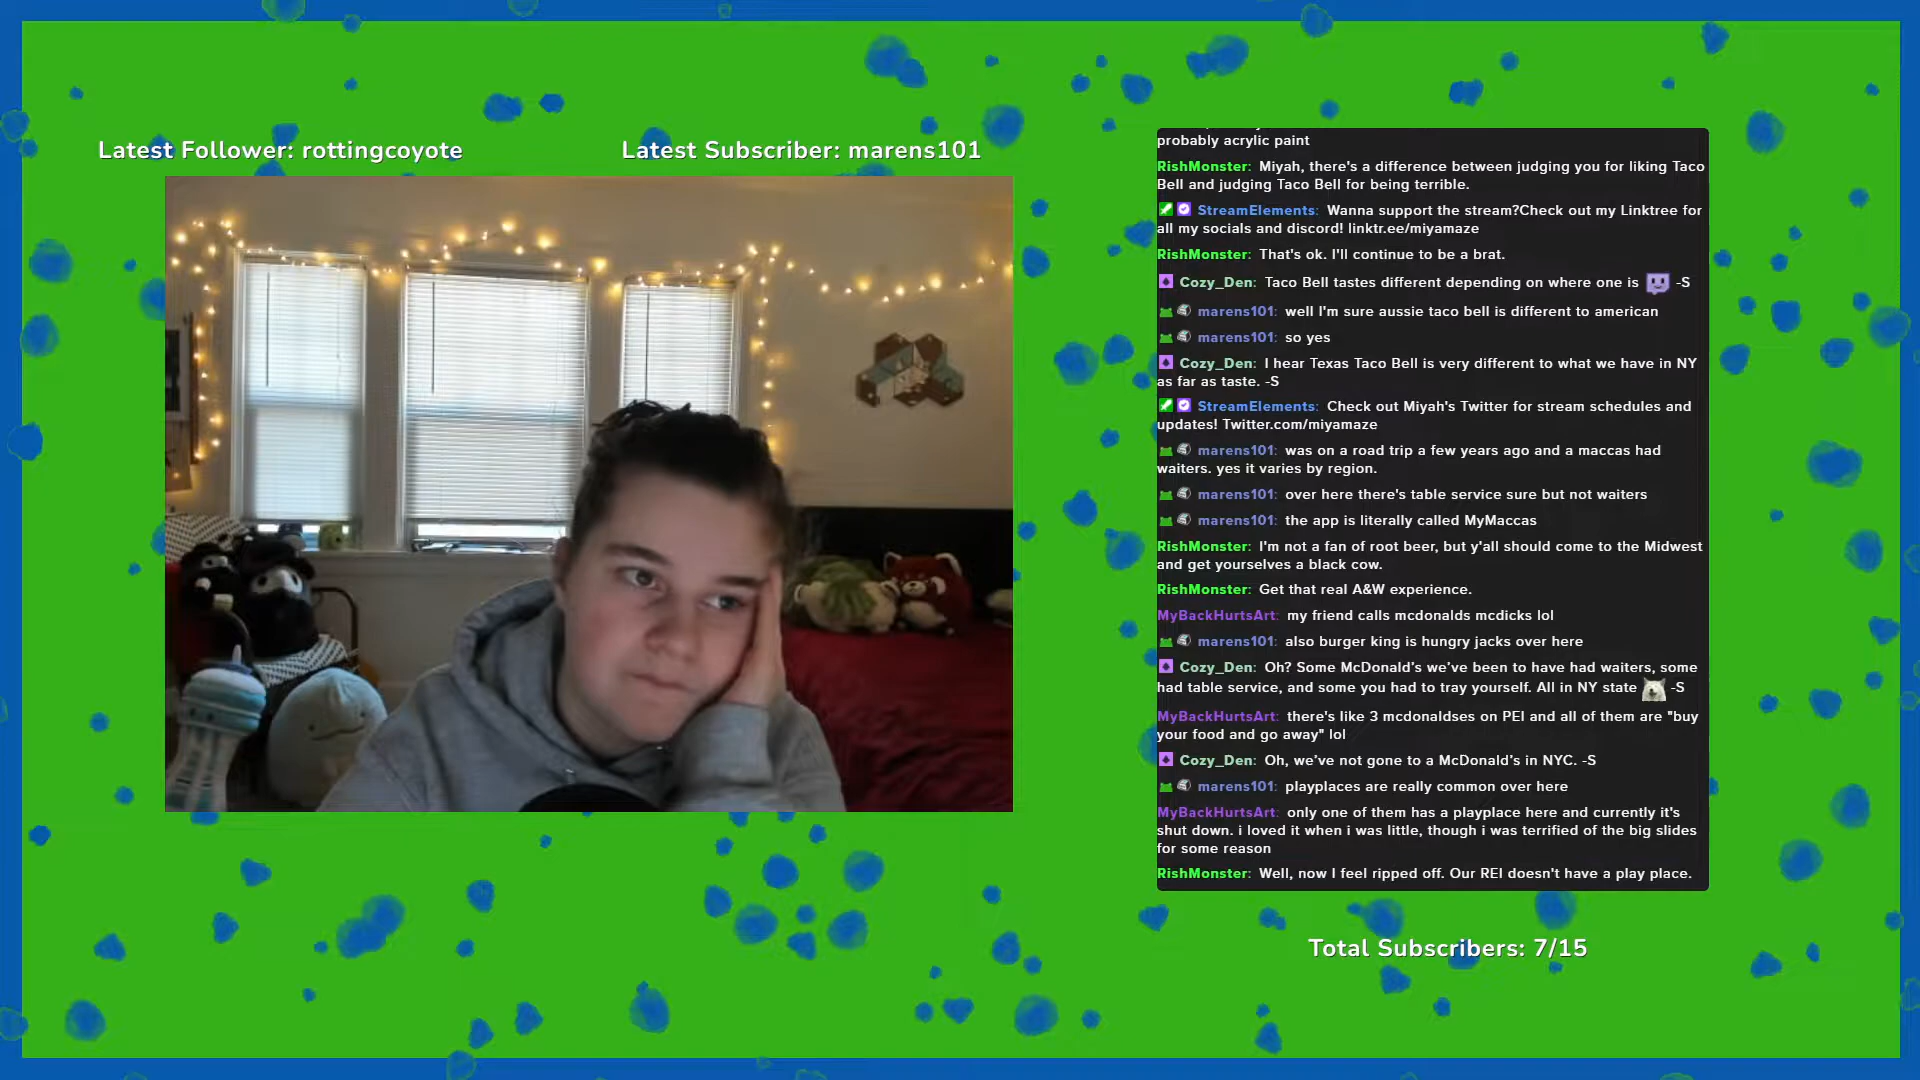 Latest Follower: rottingcoyote
Latest Subscriber: marens101
probably acrylic paint
RishMonster: Miyah, there's a difference between judging you for liking Taco
Bell and judging Taco Bell for being terrible.
StreamElements: Wanna support the stream?Check out my Linktree for
all my socials and discord! linktr.ee/miyamaze
RishMonster: That's ok. I'll continue to be a brat.
Cozy_Den: Taco Bell tastes different depending on where one is -S
marens101: well I'm sure aussie taco bell is different to american
marens101: so yes
Cozy_Den: I hear Texas Taco Bell is very different to what we have in NY
as far as taste. -S
StreamElements: Check out Miyah's Twitter for stream schedules and
updates! Twitter.com/miyamaze
marens101: was on a road trip a few years ago and a maccas had
waiters. yes it varies by region.
marens101: over here there's table service sure but not waiters
marens101: the app is literally called MyMaccas
RishMonster: I'm not a fan of root beer, but y'all should come to the Midwest
and get yourselves a black cow.
RishMonster: Get that real A&W experience.
MyBackHurtsArt: my friend calls mcdonalds mcdicks lol
marens101: also burger king is hungry jacks over here
Cozy_Den: Oh? Some McDonald's we've been to have had waiters, some
had table service, and some you had to tray yourself. All in NY state -S
MyBackHurtsArt: there's like 3 mcdonaldses on PEI and all of them are "buy
your food and go away" lol
Cozy_Den: Oh, we've not gone to a McDonald's in NYC. -S
marens101: playplaces are really common over here
MyBackHurtsArt: only one of them has a playplace here and currently it's
shut down. i loved it when i was little, though i was terrified of the big slides
for some reason
RishMonster: Well, now I feel ripped off. Our REI doesn't have a play place.
Total Subscribers: 7/15